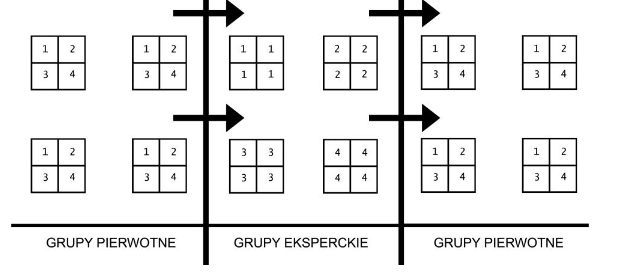 1 2 1 2 1 1 2 2 1 2 1 2
3 4 3 4 1 1 2 2 3 4 3 4
1 2 1 2 3 3 4 4 1 2 1 2
3 4 3 4 3 3 4 4 3 4 3 4
GRUPY PIERWOTNE GRUPY EKSPERCKIE GRUPY PIERWOTNE